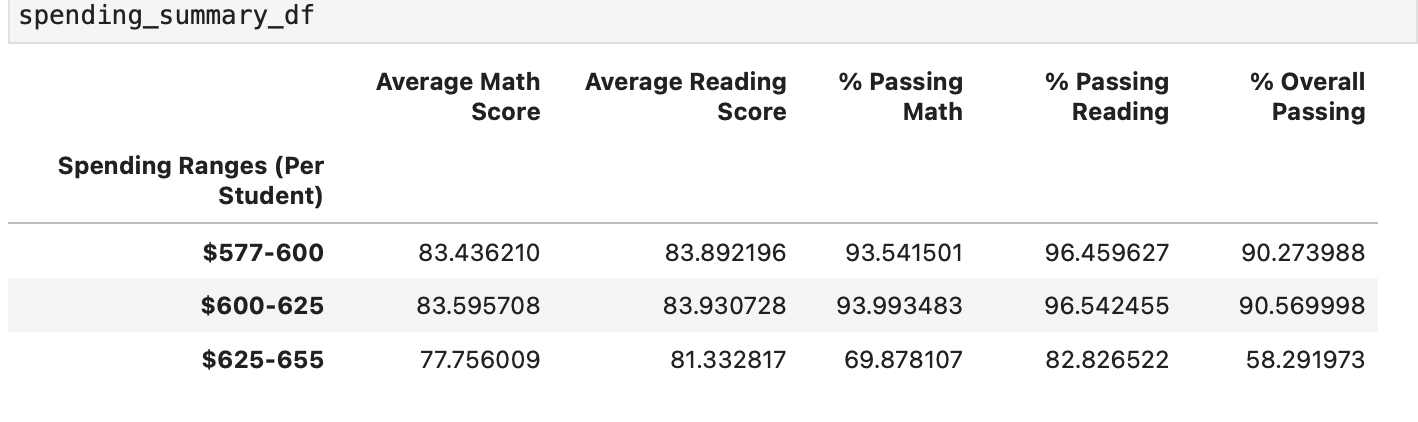 spending_summary_df
Average Math Score Average Reading Score % Passing Math % Passing Reading % Overall Passing
Spending Ranges (Per Student)
$577-600 83.436210 83.892196 93.541501 96.459627 90.273988
$600-625 83.595708 83.930728 93.993483 96.542455 90.569998
$625-655 77.756009 81.332817 69.878107 82.826522 58.291973